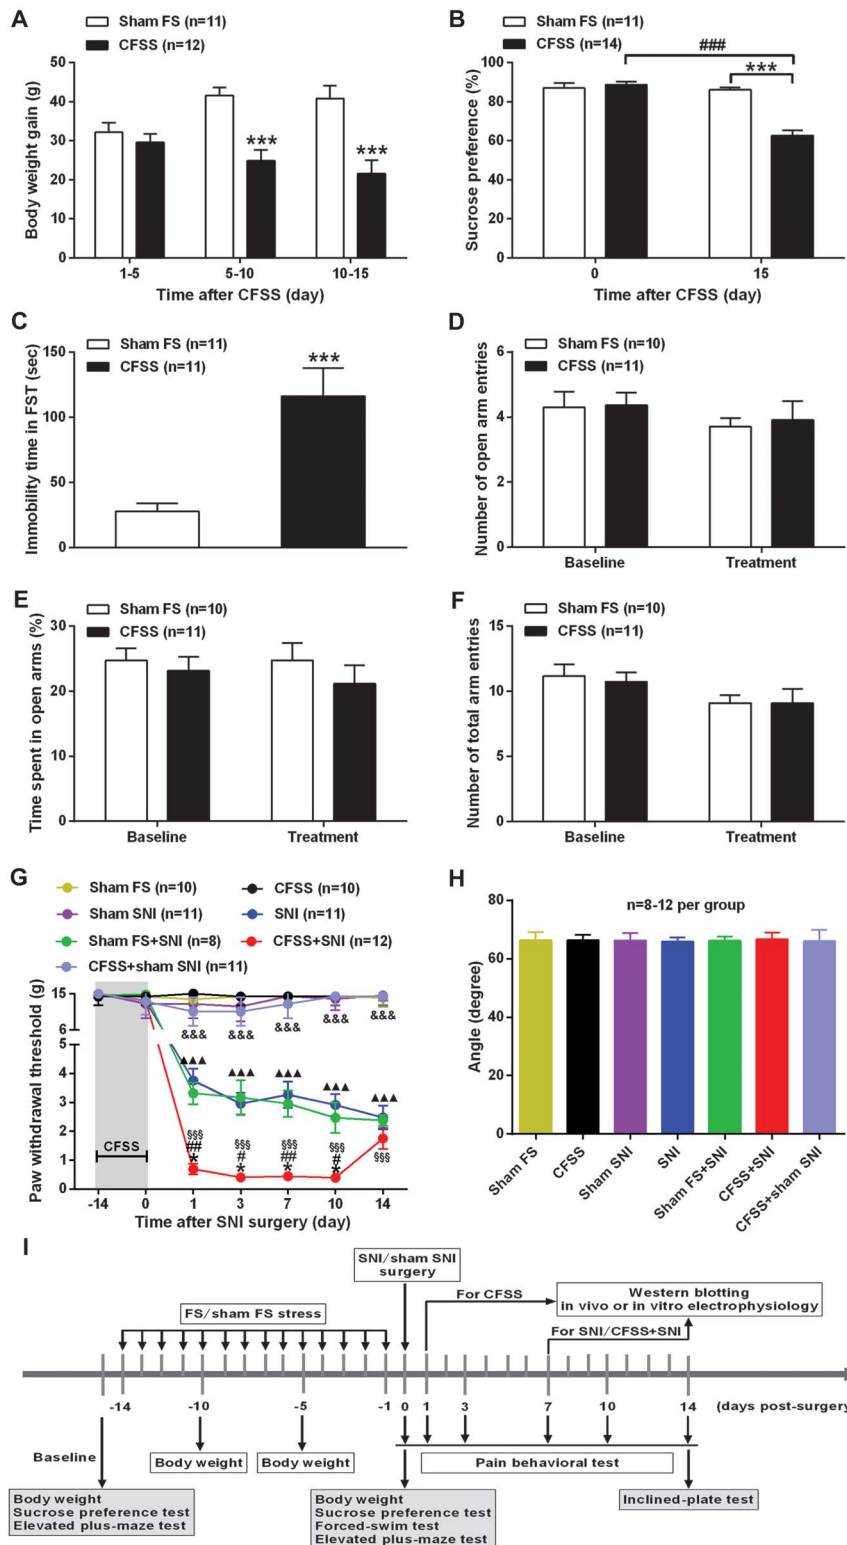 A
Sham FS (n=11)
CFSS (n=12)
Body weight gain (g)
50
40
30
20
10
0
***
***
1-5
5-10
10-15
Time after CFSS (day)
B
Sham FS (n=11)
CFSS (n=14)
###
***
Sucrose preference (%)
100
80
60
40
20
0
0
15
Time after CFSS (day)
C
Sham FS (n=11)
CFSS (n=11)
***
Immobility time in FST (sec)
150
100
50
0
D
Sham FS (n=10)
CFSS (n=11)
Number of open arm entries
6
4
2
0
Baseline
Treatment
E
Sham FS (n=10)
CFSS (n=11)
Time spent in open arms (%)
30
20
10
0
Baseline
Treatment
F
Sham FS (n=10)
CFSS (n=11)
Number of total arm entries
15
10
5
0
Baseline
Treatment
G
Sham FS (n=10)
CFSS (n=10)
Sham SNI (n=11)
SNI (n=11)
Sham FS+SNI (n=8)
CFSS+SNI (n=12)
CFSS+sham SNI (n=11)
Paw withdrawal threshold (g)
15
6
5
4
3
2
1
0
&&& &&& &&& &&& &&&
▲▲▲ ▲▲▲ ▲▲▲ ▲▲▲ ▲▲▲
§§§ §§§ §§§ §§§ §§§
## # ## #
* * * *
CFSS
-14 0 1 3 7 10 14
Time after SNI surgery (day)
H
n=8-12 per group
Angle (degree)
80
60
40
20
0
Sham FS
CFSS
Sham SNI
SNI
Sham FS+SNI
CFSS+SNI
CFSS+sham SNI
I
SNI/sham SNI
surgery
FS/sham FS stress
For CFSS
Western blotting
in vivo or in vitro electrophysiology
For SNI/CFSS+SNI
-14 -10 -5 -1 0 1 3 7 10 14 (days post-surgery
Baseline
Body weight
Body weight
Pain behavioral test
Body weight
Sucrose preference test
Elevated plus-maze test
Body weight
Sucrose preference test
Forced-swim test
Elevated plus-maze test
Inclined-plate test